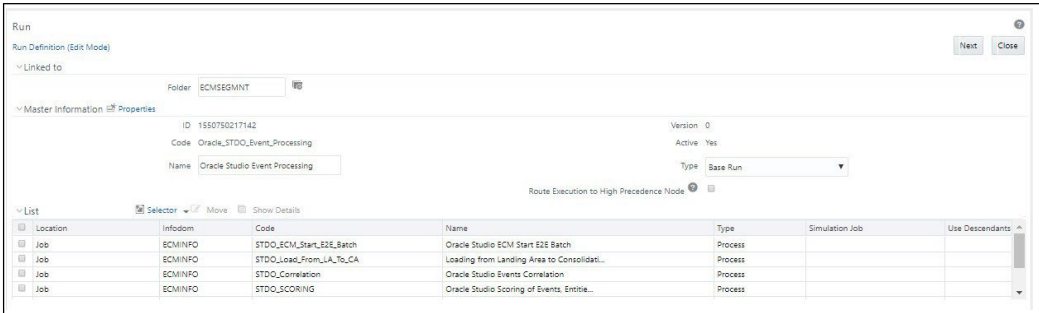 Run
Run Definition (Edit Mode)
Next Close
Linked to
Folder ECMSEGMNT
Master Information Properties
ID 1550750217142 Version 0
Code Oracle_STDO_Event_Processing Active Yes
Name Oracle Studio Event Processing Type Base Run
Route Execution to High Precedence Node
List Selector Move Show Details
Location Infodom Code Name Type Simulation Job Use Descendants
Job ECMINFO STDO_ECM_Start_E2E_Batch Oracle Studio ECM Start E2E Batch Process
Job ECMINFO STDO_Load_From_LA_To_CA Loading from Landing Area to Consolidati... Process
Job ECMINFO STDO_Correlation Oracle Studio Events Correlation Process
Job ECMINFO STDO_SCORING Oracle Studio Scoring of Events, Entitie... Process